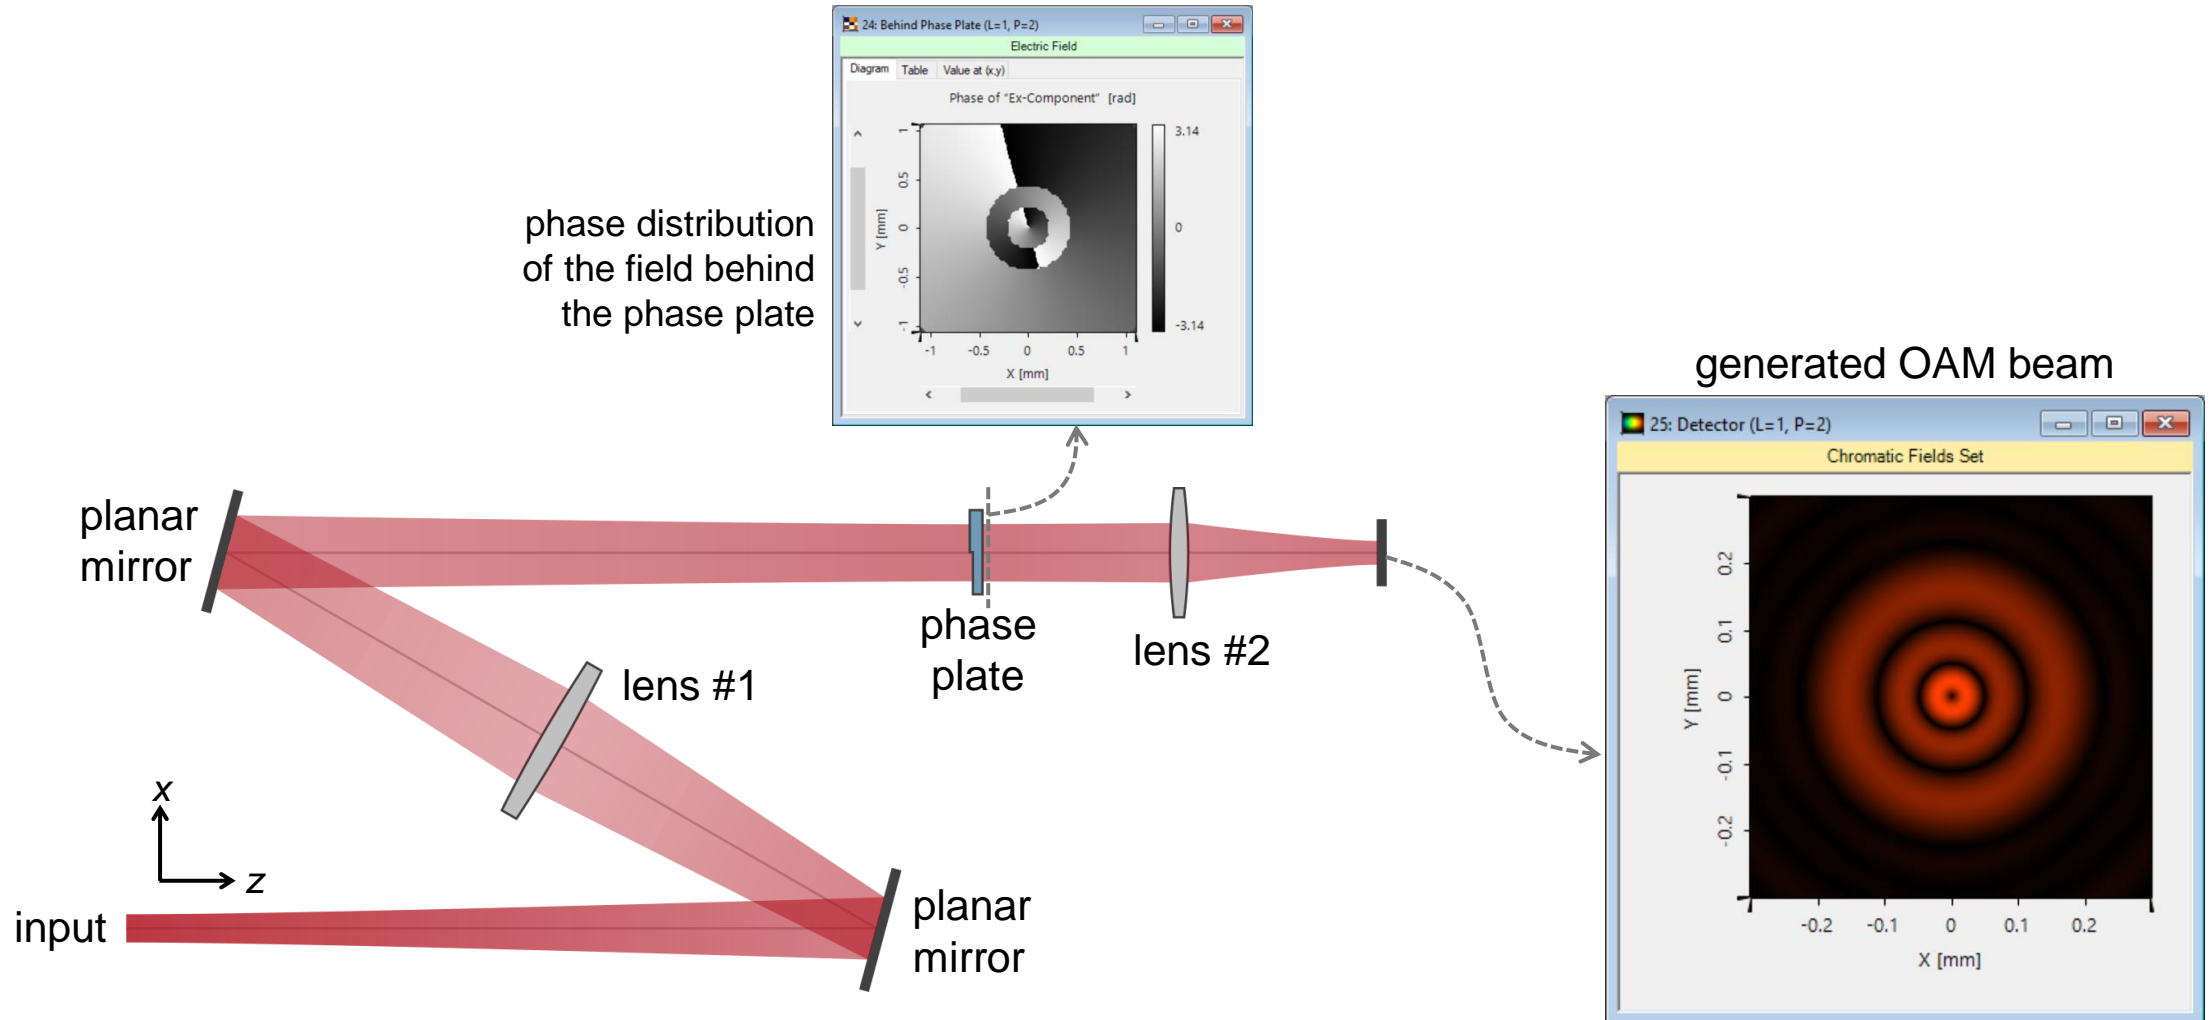 24: Behind Phase Plate (L=1, P=2)
Electric Field
Diagram Table Value at (x,y)
Phase of "Ex-Component" [rad]
1
0.5
0
-0.5
-1
Y [mm]
-1 -0.5 0 0.5 1
X [mm]
3.14
0
-3.14
phase distribution
of the field behind
the phase plate
generated OAM beam
25: Detector (L=1, P=2)
Chromatic Fields Set
0.2
0.1
0
-0.1
-0.2
Y [mm]
-0.2 -0.1 0 0.1 0.2
X [mm]
planar
mirror
phase
plate
lens #2
lens #1
x
z
input
planar
mirror